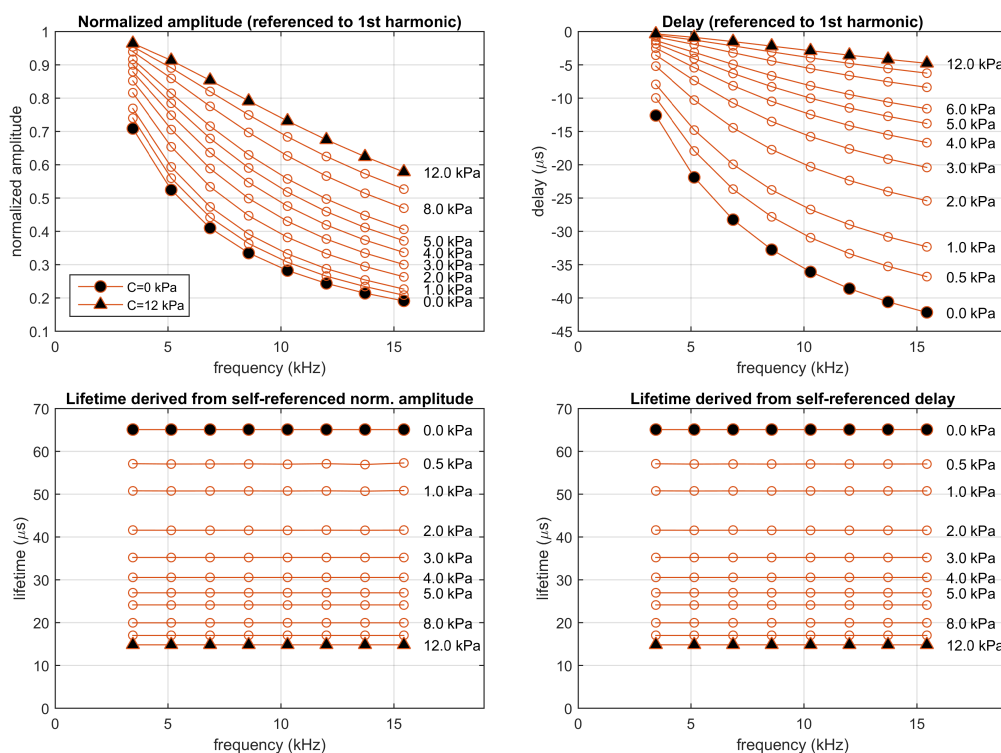 Normalized amplitude (referenced to 1st harmonic)
1
0.9
0.8
0.7
0.6
0.5
0.4
0.3
0.2
0.1
normalized amplitude
12.0 kPa
8.0 kPa
5.0 kPa
4.0 kPa
3.0 kPa
2.0 kPa
1.0 kPa
0.0 kPa
C=0 kPa
C=12 kPa
0 5 10 15
frequency (kHz)
Delay (referenced to 1st harmonic)
0
-5
-10
-15
-20
-25
-30
-35
-40
-45
delay (μs)
12.0 kPa
6.0 kPa
5.0 kPa
4.0 kPa
3.0 kPa
2.0 kPa
1.0 kPa
0.5 kPa
0.0 kPa
0 5 10 15
frequency (kHz)
Lifetime derived from self-referenced norm. amplitude
70
60
50
40
30
20
10
0
lifetime (μs)
0.0 kPa
0.5 kPa
1.0 kPa
2.0 kPa
3.0 kPa
4.0 kPa
5.0 kPa
8.0 kPa
12.0 kPa
0 5 10 15
frequency (kHz)
Lifetime derived from self-referenced delay
70
60
50
40
30
20
10
0
lifetime (μs)
0.0 kPa
0.5 kPa
1.0 kPa
2.0 kPa
3.0 kPa
4.0 kPa
5.0 kPa
8.0 kPa
12.0 kPa
0 5 10 15
frequency (kHz)